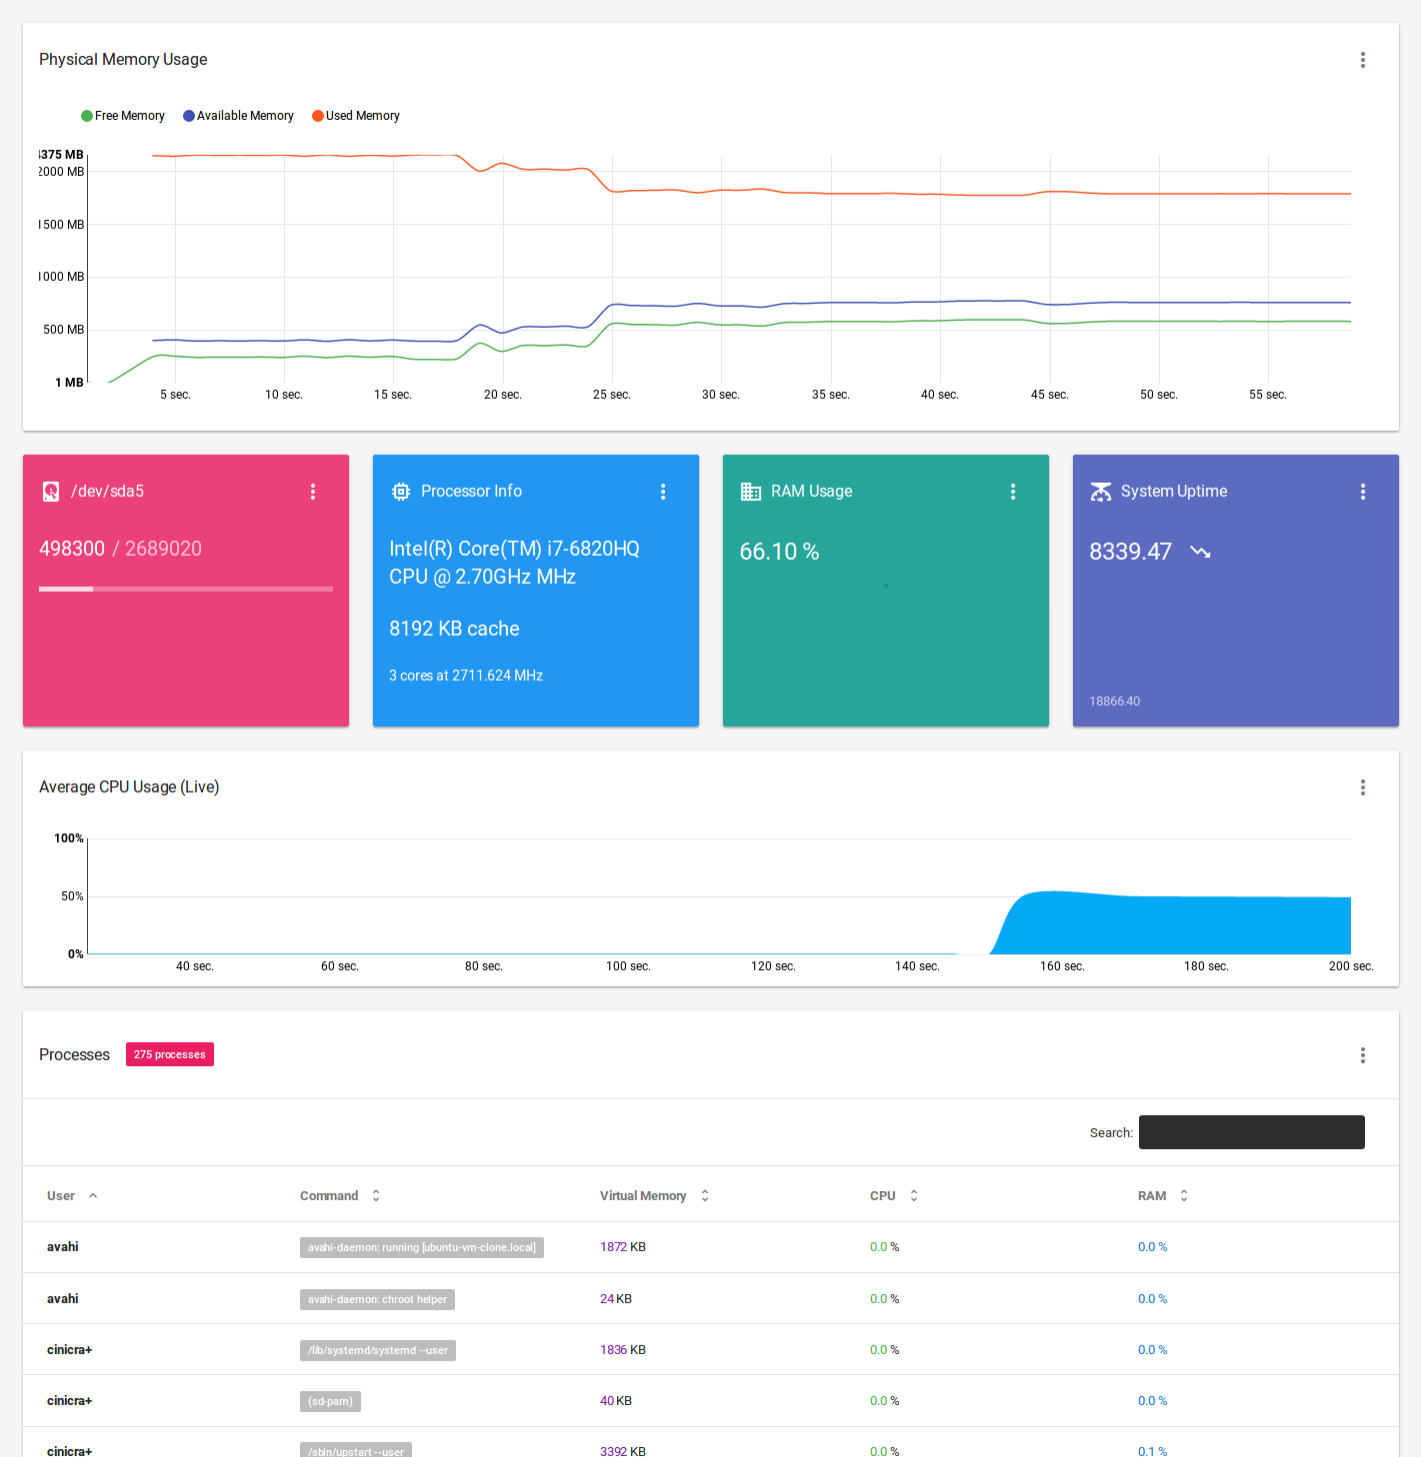 Physical Memory Usage
Free Memory Available Memory Used Memory
375 MB
2000 MB
1500 MB
1000 MB
500 MB
1 MB
5 sec. 10 sec. 15 sec. 20 sec. 25 sec. 30 sec. 35 sec. 40 sec. 45 sec. 50 sec. 55 sec.
/dev/sda5
498300 / 2689020
Processor Info
Intel(R) Core(TM) i7-6820HQ
CPU @ 2.70GHz MHz
8192 KB cache
3 cores at 2711.624 MHz
RAM Usage
66.10 %
System Uptime
8339.47
18866.40
Average CPU Usage (Live)
100%
50%
0%
40 sec. 60 sec. 80 sec. 100 sec. 120 sec. 140 sec. 160 sec. 180 sec. 200 sec.
Processes 275 processes
Search:
User Command Virtual Memory CPU RAM
avahi avahi-daemon: running [ubuntu-vm-clone.local] 1872 KB 0.0 % 0.0 %
avahi avahi-daemon: chroot helper 24 KB 0.0 % 0.0 %
cinicra+ /lib/systemd/systemd --user 1836 KB 0.0 % 0.0 %
cinicra+ (sd-pam) 40 KB 0.0 % 0.0 %
cinicra+ /sbin/upstart --user 3392 KB 0.0 % 0.1 %